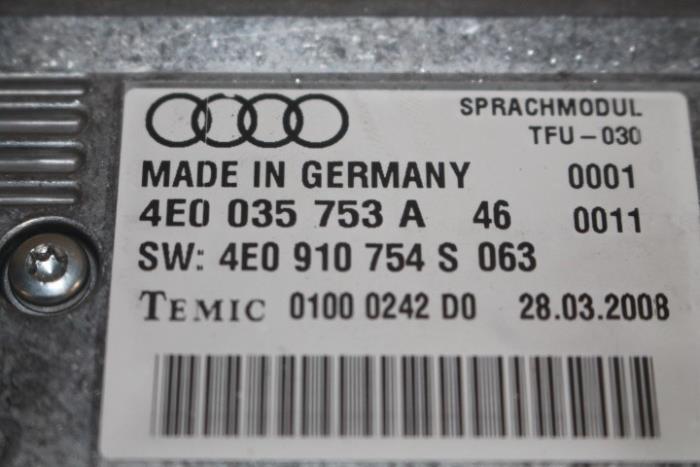 SPRACHMODUL
TFU-030
MADE IN GERMANY 0001
4E0 035 753 A 46 0011
SW: 4E0 910 754 S 063
TEMIC 0100 0242 D0 28.03.2008